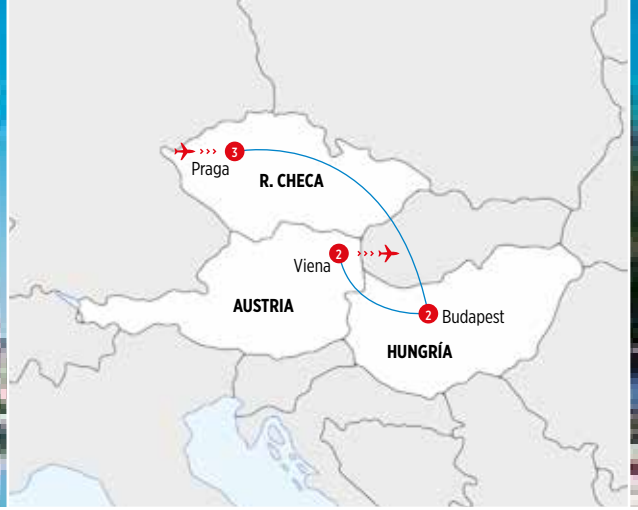 3
Praga
R. CHECA
2
Viena
AUSTRIA
2
Budapest
HUNGRÍA